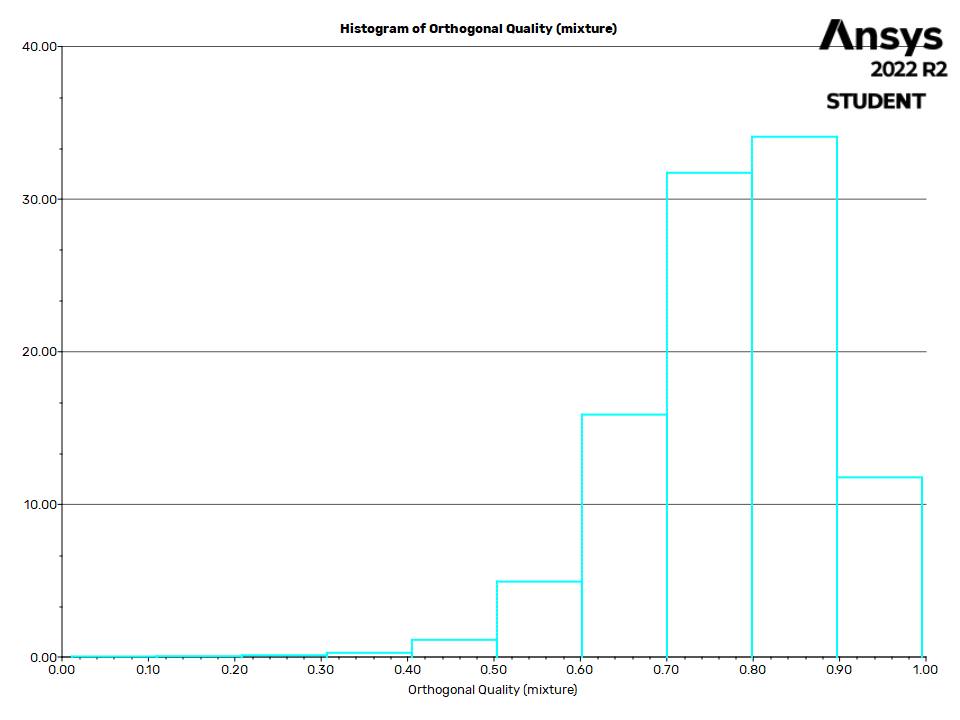 Histogram of Orthogonal Quality (mixture)
Ansys
2022 R2
STUDENT
40.00
30.00
20.00
10.00
0.00
0.00 0.10 0.20 0.30 0.40 0.50 0.60 0.70 0.80 0.90 1.00
Orthogonal Quality (mixture)